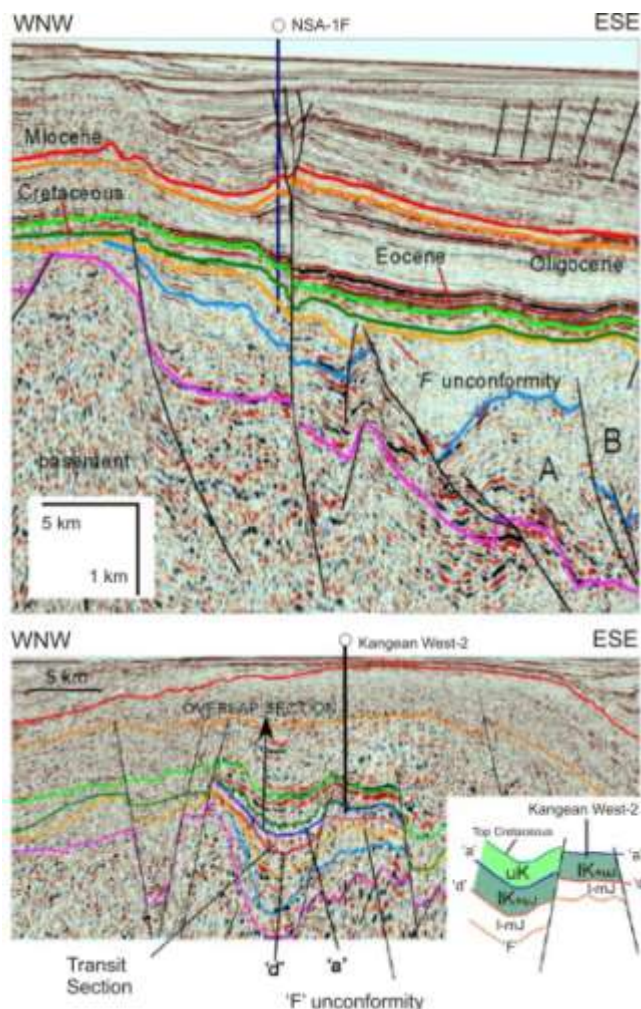 WNW
NSA-1F
ESE
Miocene
Cretaceous
Eocene
Oligocene
F unconformity
basement
A
B
5 km
1 km
WNW
Kangean West-2
ESE
5 km
OVERLAP SECTION
Kangean West-2
Top Cretaceous
'a'
uK
'a'
'd'
l-mJ
l-mJ
'F'
Transit
Section
'd'
'a'
'F' unconformity